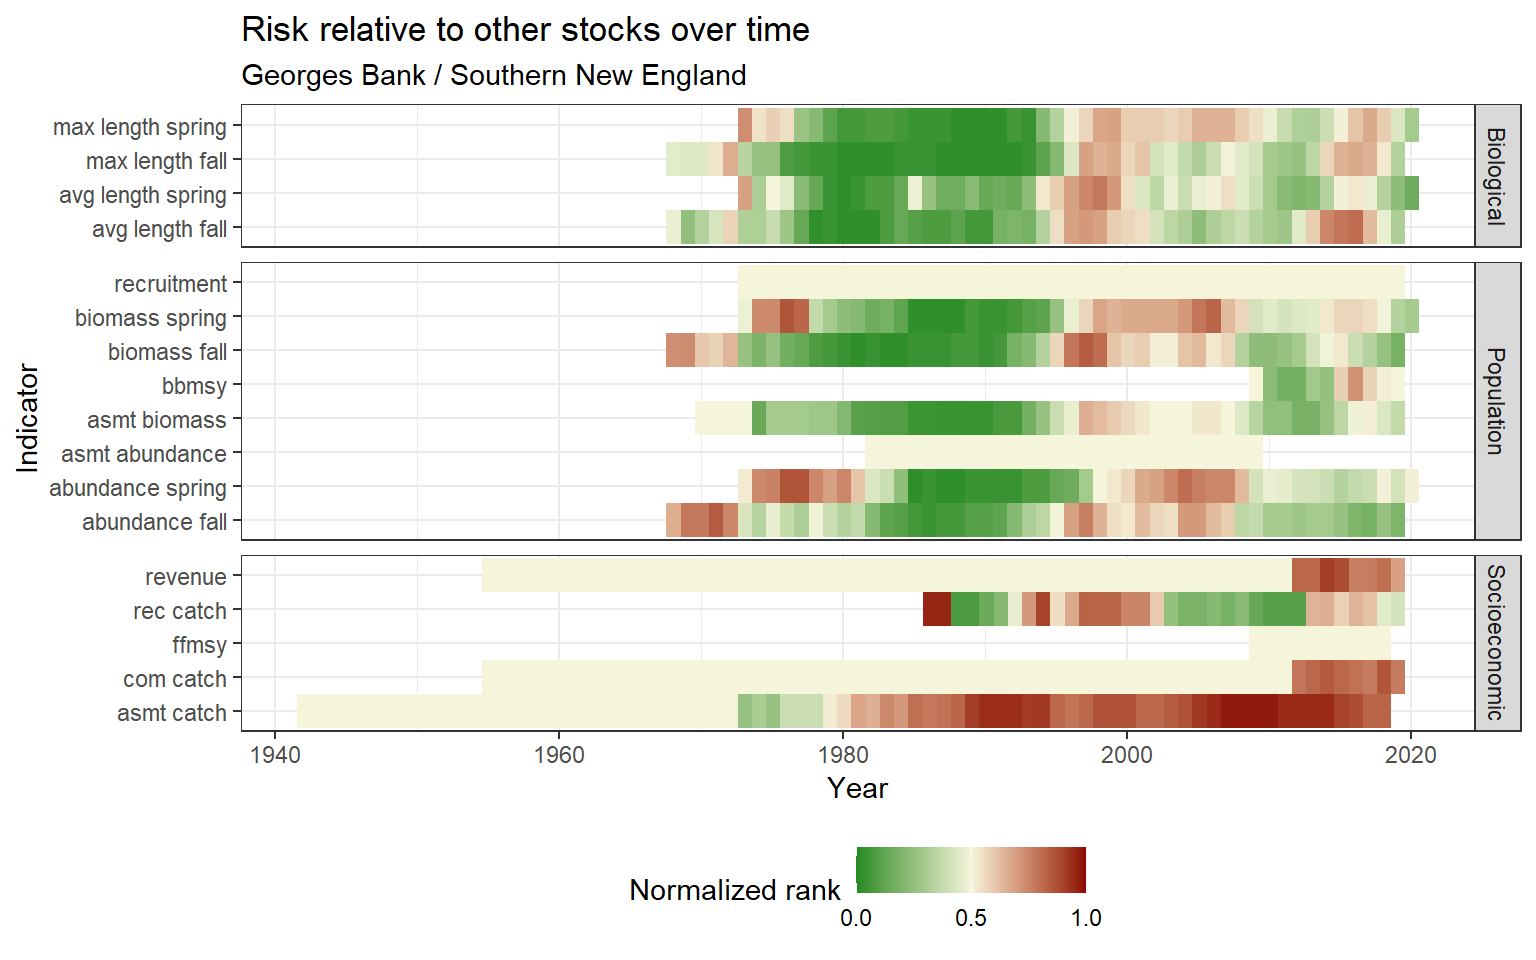 Risk relative to other stocks over time
Georges Bank / Southern New England
Indicator
max length spring
max length fall
avg length spring
avg length fall
Biological
recruitment
biomass spring
biomass fall
bbmsy
asmt biomass
asmt abundance
abundance spring
abundance fall
Population
revenue
rec catch
ffmsy
com catch
asmt catch
Socioeconomic
1940 1960 1980 2000 2020
Year
Normalized rank
0.0 0.5 1.0